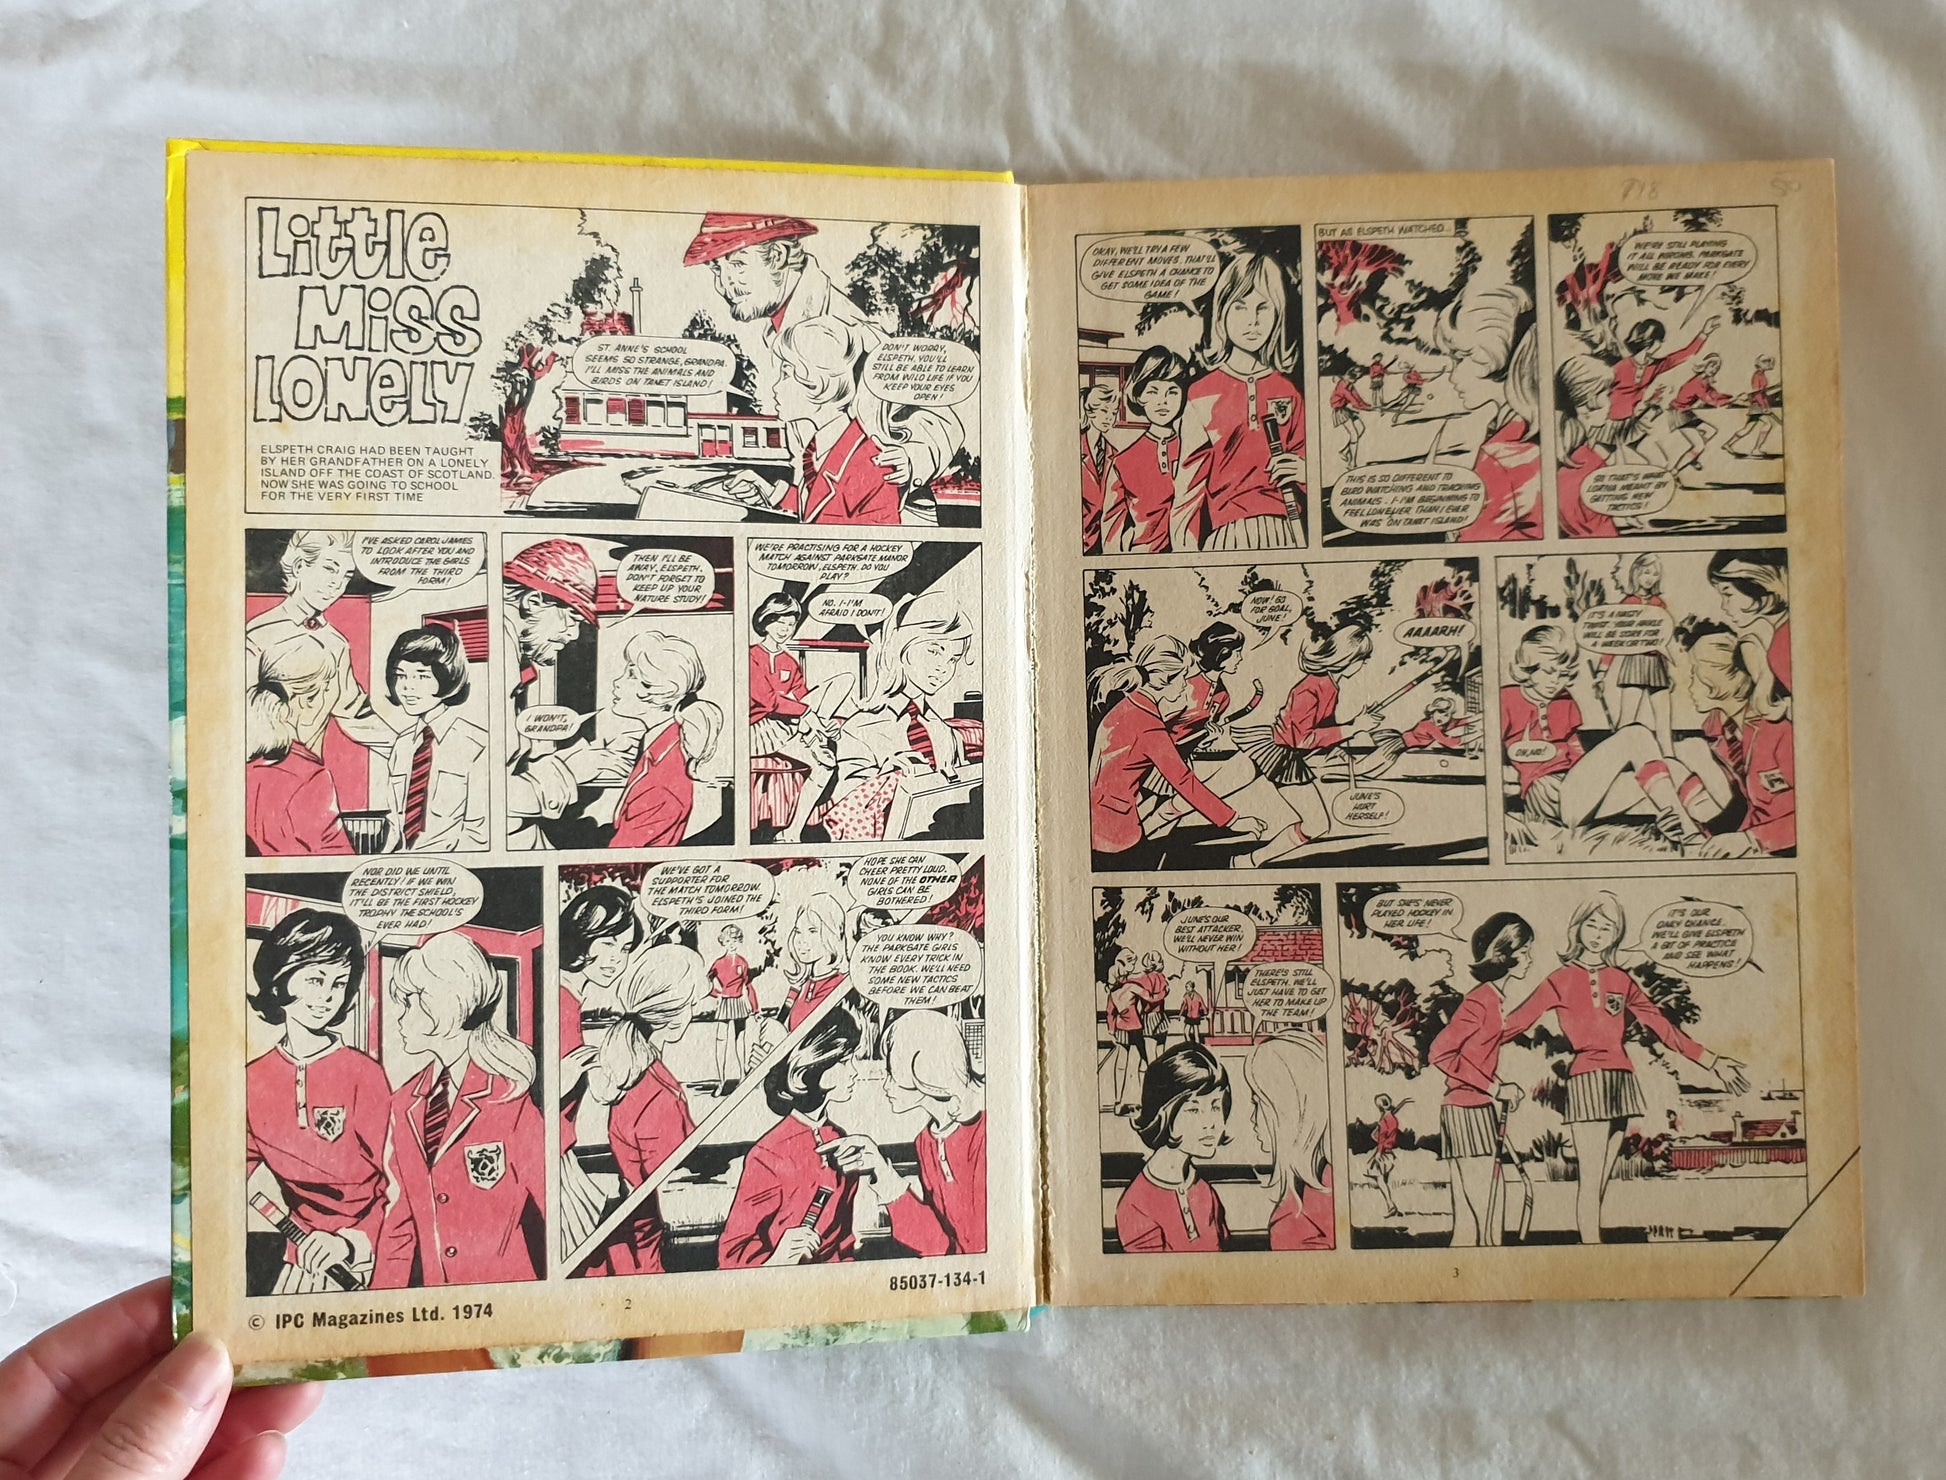 Little
Miss
Lonely
ELSPETH CRAIG HAD BEEN TAUGHT
BY HER GRANDFATHER ON A LONELY
ISLAND OFF THE COAST OF SCOTLAND.
NOW SHE WAS GOING TO SCHOOL
FOR THE VERY FIRST TIME
ST. ANNE'S SCHOOL
SEEMS SO STRANGE, GRANDPA.
I'LL MISS THE ANIMALS AND
BIRDS ON TANET ISLAND!
DON'T WORRY,
ELSPETH. YOU'LL
STILL BE ABLE TO LEARN
FROM WILD LIFE IF YOU
KEEP YOUR EYES
OPEN!
I'VE ASKED CAROL JAMES
TO LOOK AFTER YOU AND
INTRODUCE THE GIRLS
FROM THE THIRD
FORM!
THEN I'LL BE
AWAY, ELSPETH.
DON'T FORGET TO
KEEP UP YOUR
NATURE STUDY!
I WON'T,
GRANDPA!
WE'RE PRACTISING FOR A HOCKEY
MATCH AGAINST PARKGATE MANOR
TOMORROW, ELSPETH. DO YOU
PLAY?
NO. I-I'M
AFRAID I DON'T!
NOR DID WE UNTIL
RECENTLY! IF WE WIN
THE DISTRICT SHIELD,
IT'LL BE THE FIRST HOCKEY
TROPHY THE SCHOOL'S
EVER HAD!
WE'VE GOT A
SUPPORTER FOR
THE MATCH TOMORROW.
ELSPETH'S JOINED THE
THIRD FORM!
HOPE SHE CAN
CHEER PRETTY LOUD.
NONE OF THE OTHER
GIRLS CAN BE
BOTHERED!
YOU KNOW WHY?
THE PARKGATE GIRLS
KNOW EVERY TRICK IN
THE BOOK. WE'LL NEED
SOME NEW TACTICS
BEFORE WE CAN BEAT
THEM!
© IPC Magazines Ltd. 1974
2
85037-134-1
OKAY, WE'LL TRY A FEW
DIFFERENT MOVES. THAT'LL
GIVE ELSPETH A CHANCE TO
GET SOME IDEA OF THE
GAME!
BUT AS ELSPETH WATCHED...
THIS IS SO DIFFERENT TO
BIRD WATCHING AND TRACKING
ANIMALS. I-I'M BEGINNING TO
FEEL LONELIER THAN I EVER
WAS ON TANET ISLAND!
WE'RE STILL PLAYING
IT ALL WRONG. PARKGATE
WILL BE READY FOR EVERY
MOVE WE MAKE!
SO THAT'S WHAT
LORNA MEANT BY
GETTING NEW
TACTICS!
NOW! GO
FOR GOAL,
JUNE!
AAAARH!
JUNE'S
HURT
HERSELF!
IT'S A NASTY
TWIST. YOUR ANKLE
WILL BE SORE FOR
A WEEK OR TWO!
OH, NO!
JUNE'S OUR
BEST ATTACKER.
WE'LL NEVER WIN
WITHOUT HER!
THERE'S STILL
ELSPETH. WE'LL
JUST HAVE TO GET
HER TO MAKE UP
THE TEAM!
BUT SHE'S NEVER
PLAYED HOCKEY IN
HER LIFE!
IT'S OUR
ONLY CHANCE.
WE'LL GIVE ELSPETH
A BIT OF PRACTICE
AND SEE WHAT
HAPPENS!
3